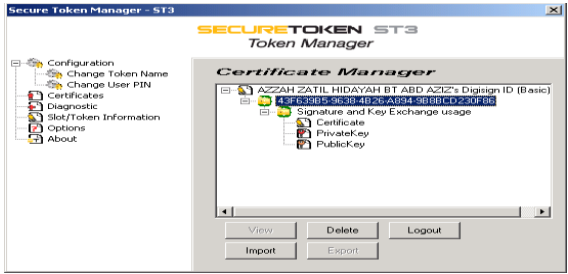 Secure Token Manager - ST3
SECURETOKEN ST3
Token Manager
Configuration
Change Token Name
Change User PIN
Certificates
Diagnostic
Slot/Token Information
Options
About
Certificate Manager
AZZAH ZATIL HIDAYAH BT ABD AZIZ's Digisign ID (Basic)
43F639B5-9638-4B26-A894-9B8BCD230F86
Signature and Key Exchange usage
Certificate
PrivateKey
PublicKey
View Delete Logout
Import Export